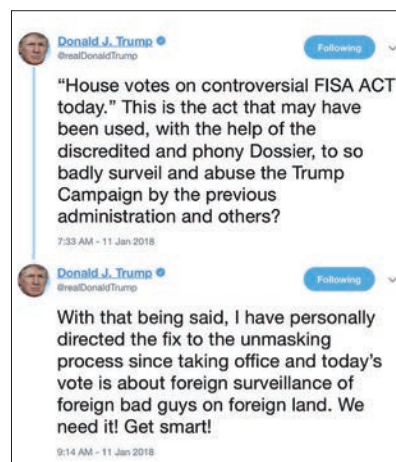 Donald J. Trump
@realDonaldTrump
Following
“House votes on controversial FISA ACT
today.” This is the act that may have
been used, with the help of the
discredited and phony Dossier, to so
badly surveil and abuse the Trump
Campaign by the previous
administration and others?
7:33 AM - 11 Jan 2018
Donald J. Trump
@realDonaldTrump
Following
With that being said, I have personally
directed the fix to the unmasking
process since taking office and today’s
vote is about foreign surveillance of
foreign bad guys on foreign land. We
need it! Get smart!
9:14 AM - 11 Jan 2018